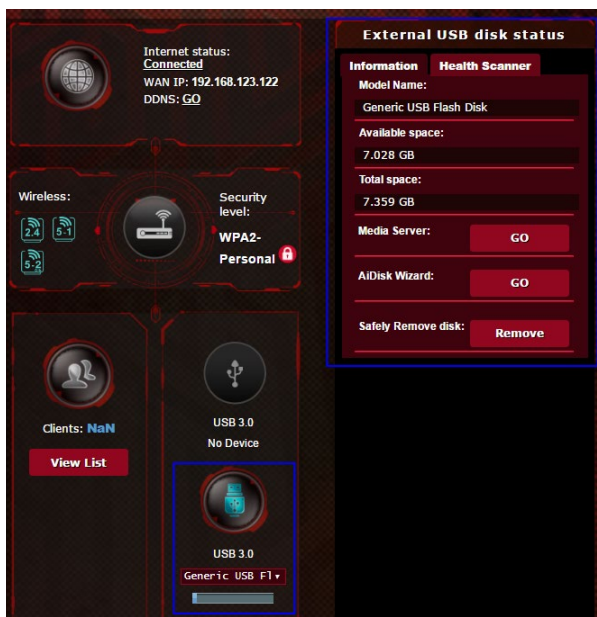 Internet status:
Connected
WAN IP: 192.168.123.122
DDNS: GO
Wireless:
2.4
5-1
5-2
Security
level:
WPA2-
Personal
Clients: NaN
View List
USB 3.0
No Device
USB 3.0
Generic USB Fl
External USB disk status
Information Health Scanner
Model Name:
Generic USB Flash Disk
Available space:
7.028 GB
Total space:
7.359 GB
Media Server: GO
AiDisk Wizard: GO
Safely Remove disk: Remove